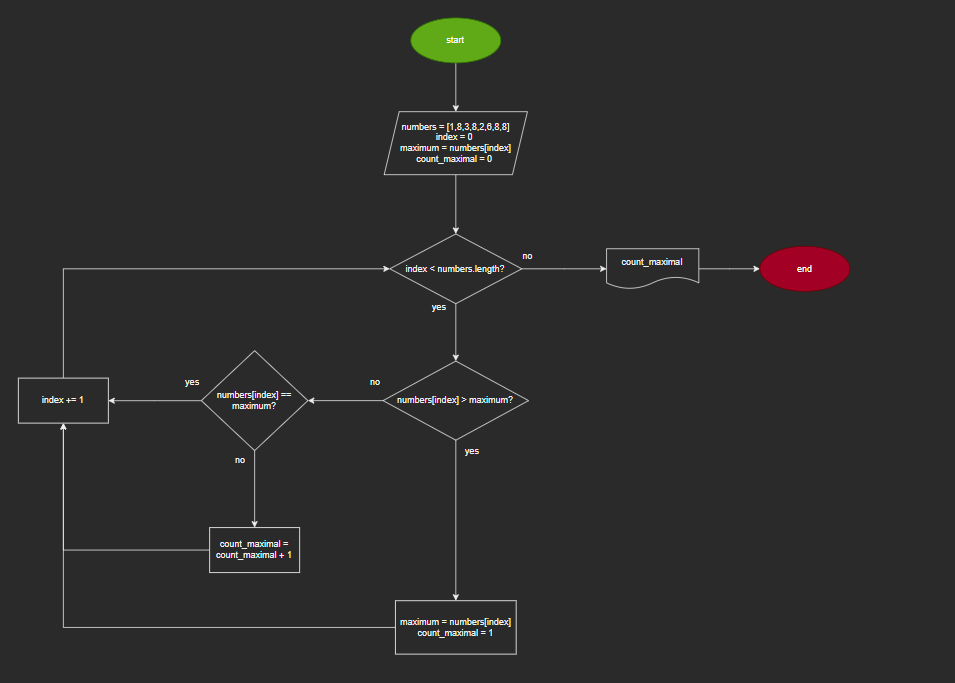 start
numbers = [1,8,3,8,2,6,8,8]
index = 0
maximum = numbers[index]
count_maximal = 0
index < numbers.length?
no
count_maximal
end
yes
numbers[index] > maximum?
no
numbers[index] ==
maximum?
yes
index += 1
yes
no
count_maximal =
count_maximal + 1
maximum = numbers[index]
count_maximal = 1